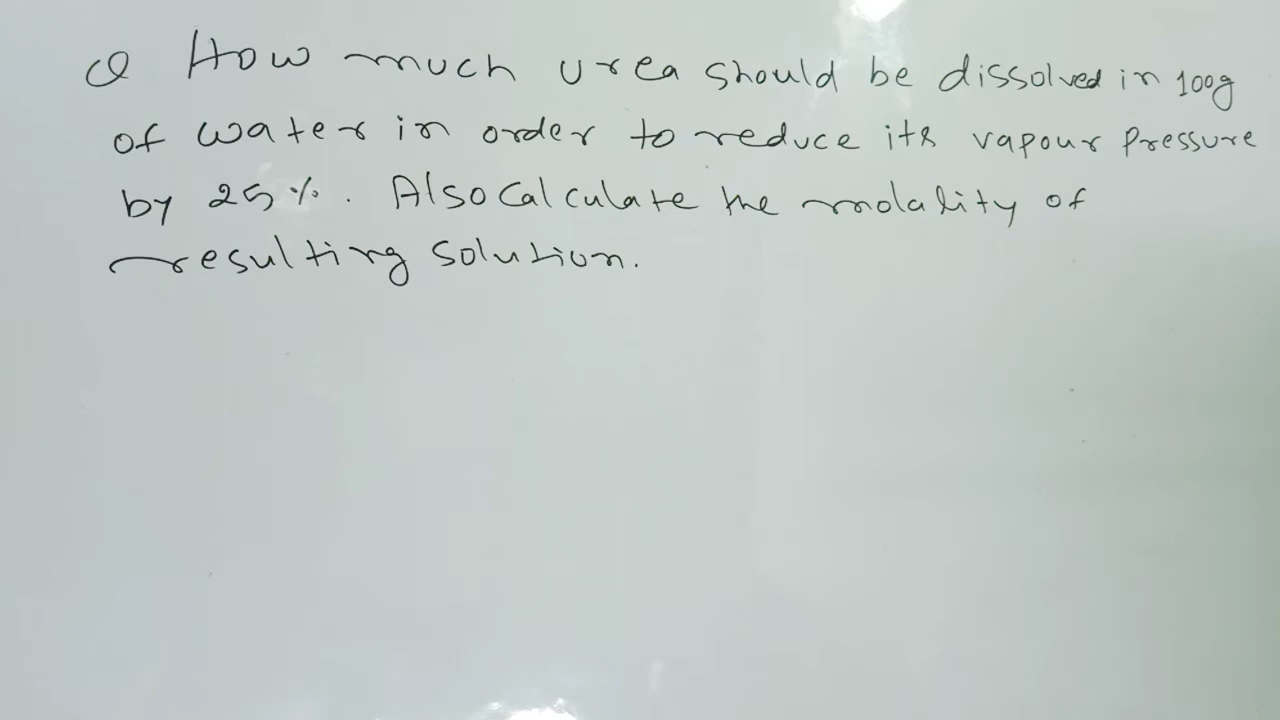 Q How much urea should be dissolved in 100g
of water in order to reduce its vapour pressure
by 25%. Also calculate the molality of
resulting solution.